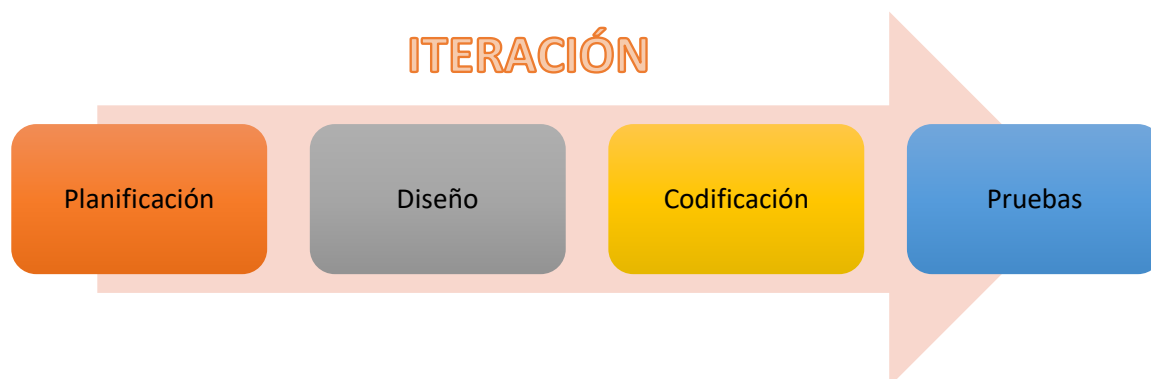 ITERACIÓN
Planificación
Diseño
Codificación
Pruebas